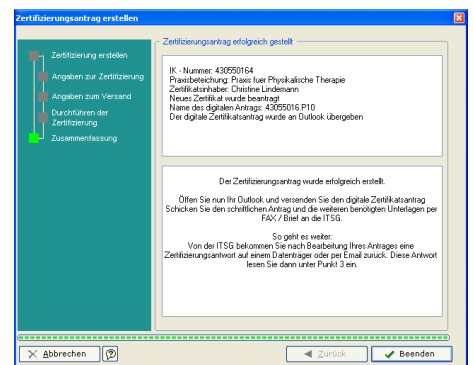 Zertifizierungsantrag erstellen
Zertifizierung erstellen
Angaben zur Zertifizierung
Angaben zum Versand
Durchführen der
Zertifizierung
Zusammenfassung
Zertifizierungsantrag erfolgreich gestellt
IK - Nummer: 430550164
Praxisbeteichung: Praxis fuer Physikalische Therapie
Zertifikatsinhaber: Christine Lindemann
Neues Zertifikat wurde beantragt
Name des digitalen Antrags: 43055016.P10
Der digitale Zertifikatsantrag wurde an Outlook übergeben
Der Zertifizierungsantrag wurde erfolgreich erstellt.
Öffen Sie nun Ihr Outlook und versenden Sie den digitale Zertifikatsantrag
Schicken Sie den schriftlichen Antrag und die weiteren benötigten Unterlagen per
FAX / Brief an die ITSG.
So geht es weiter:
Von der ITSG bekommen Sie nach Bearbeitung Ihres Antrages eine
Zertifizierungsantwort auf einem Datenträger oder per Email zurück. Diese Antwort
lesen Sie dann unter Punkt 3 ein.
Abbrechen
Zurück
Beenden